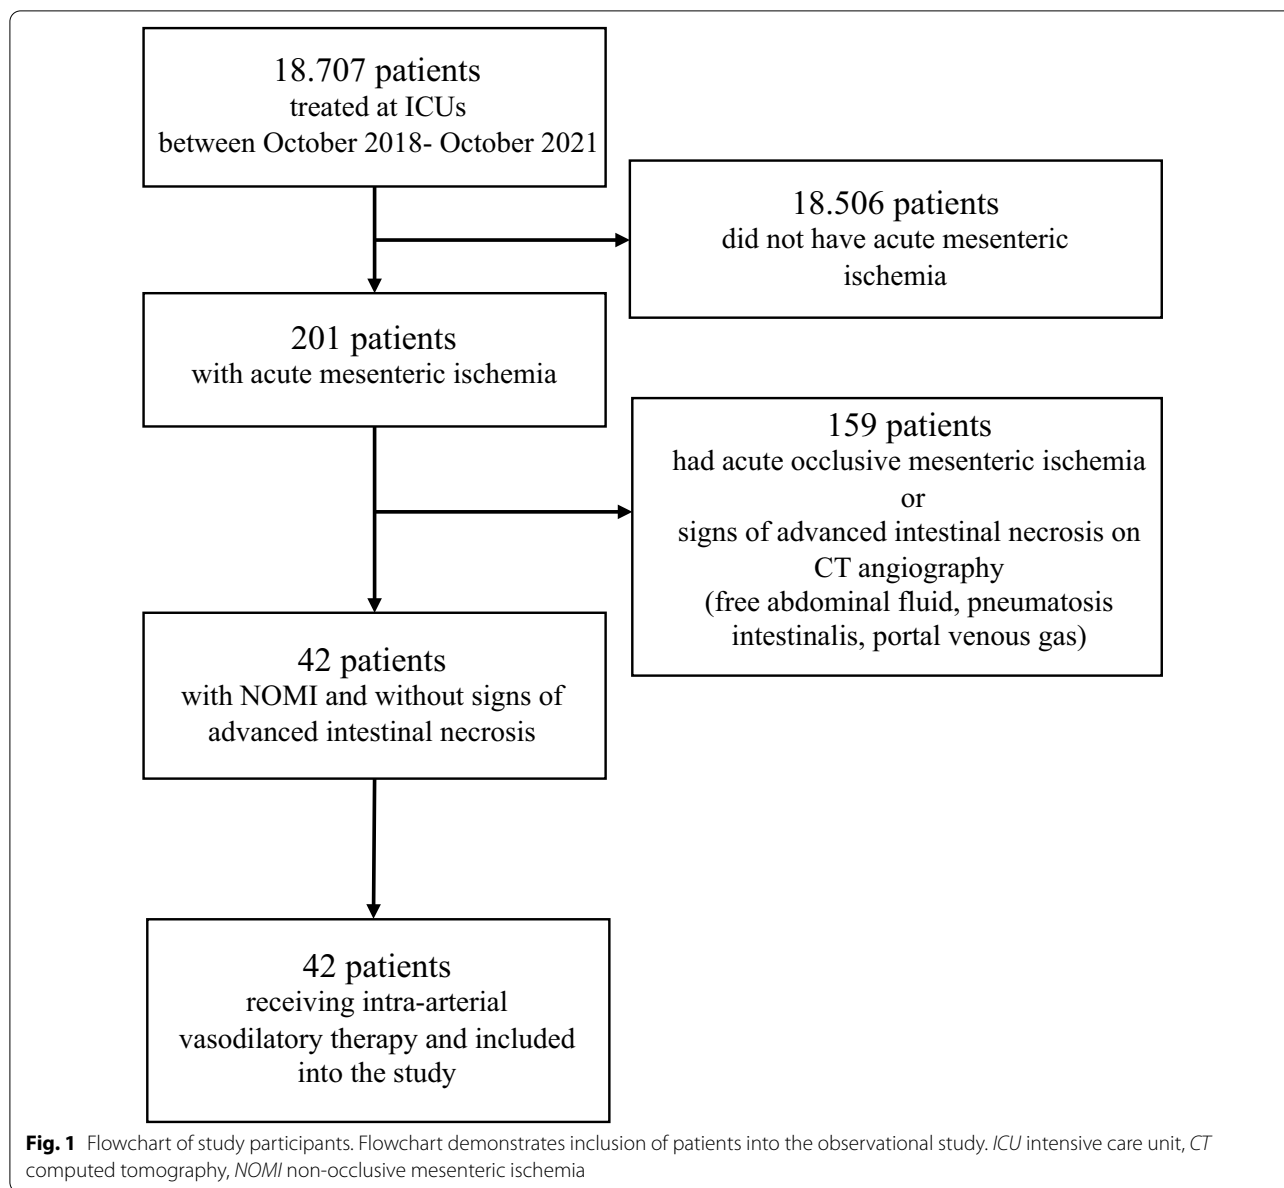 18.707 patients
treated at ICUs
between October 2018- October 2021
18.506 patients
did not have acute mesenteric
ischemia
201 patients
with acute mesenteric ischemia
159 patients
had acute occlusive mesenteric ischemia
or
signs of advanced intestinal necrosis on
CT angiography
(free abdominal fluid, pneumatosis
intestinalis, portal venous gas)
42 patients
with NOMI and without signs of
advanced intestinal necrosis
42 patients
receiving intra-arterial
vasodilatory therapy and included
into the study
Fig. 1 Flowchart of study participants. Flowchart demonstrates inclusion of patients into the observational study. ICU intensive care unit, CT
computed tomography, NOMI non-occlusive mesenteric ischemia